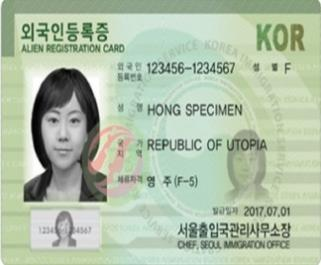 외국인등록증
KOR
ALIEN REGISTRATION CARD
외국인
등록번호 123456-1234567 성별 F
성명 HONG SPECIMEN
국가
지역 REPUBLIC OF UTOPIA
체류자격 영주(F-5)
123456 4567
발급일자 2017.07.01
서울출입국관리사무소장
CHIEF, SEOUL IMMIGRATION OFFICE